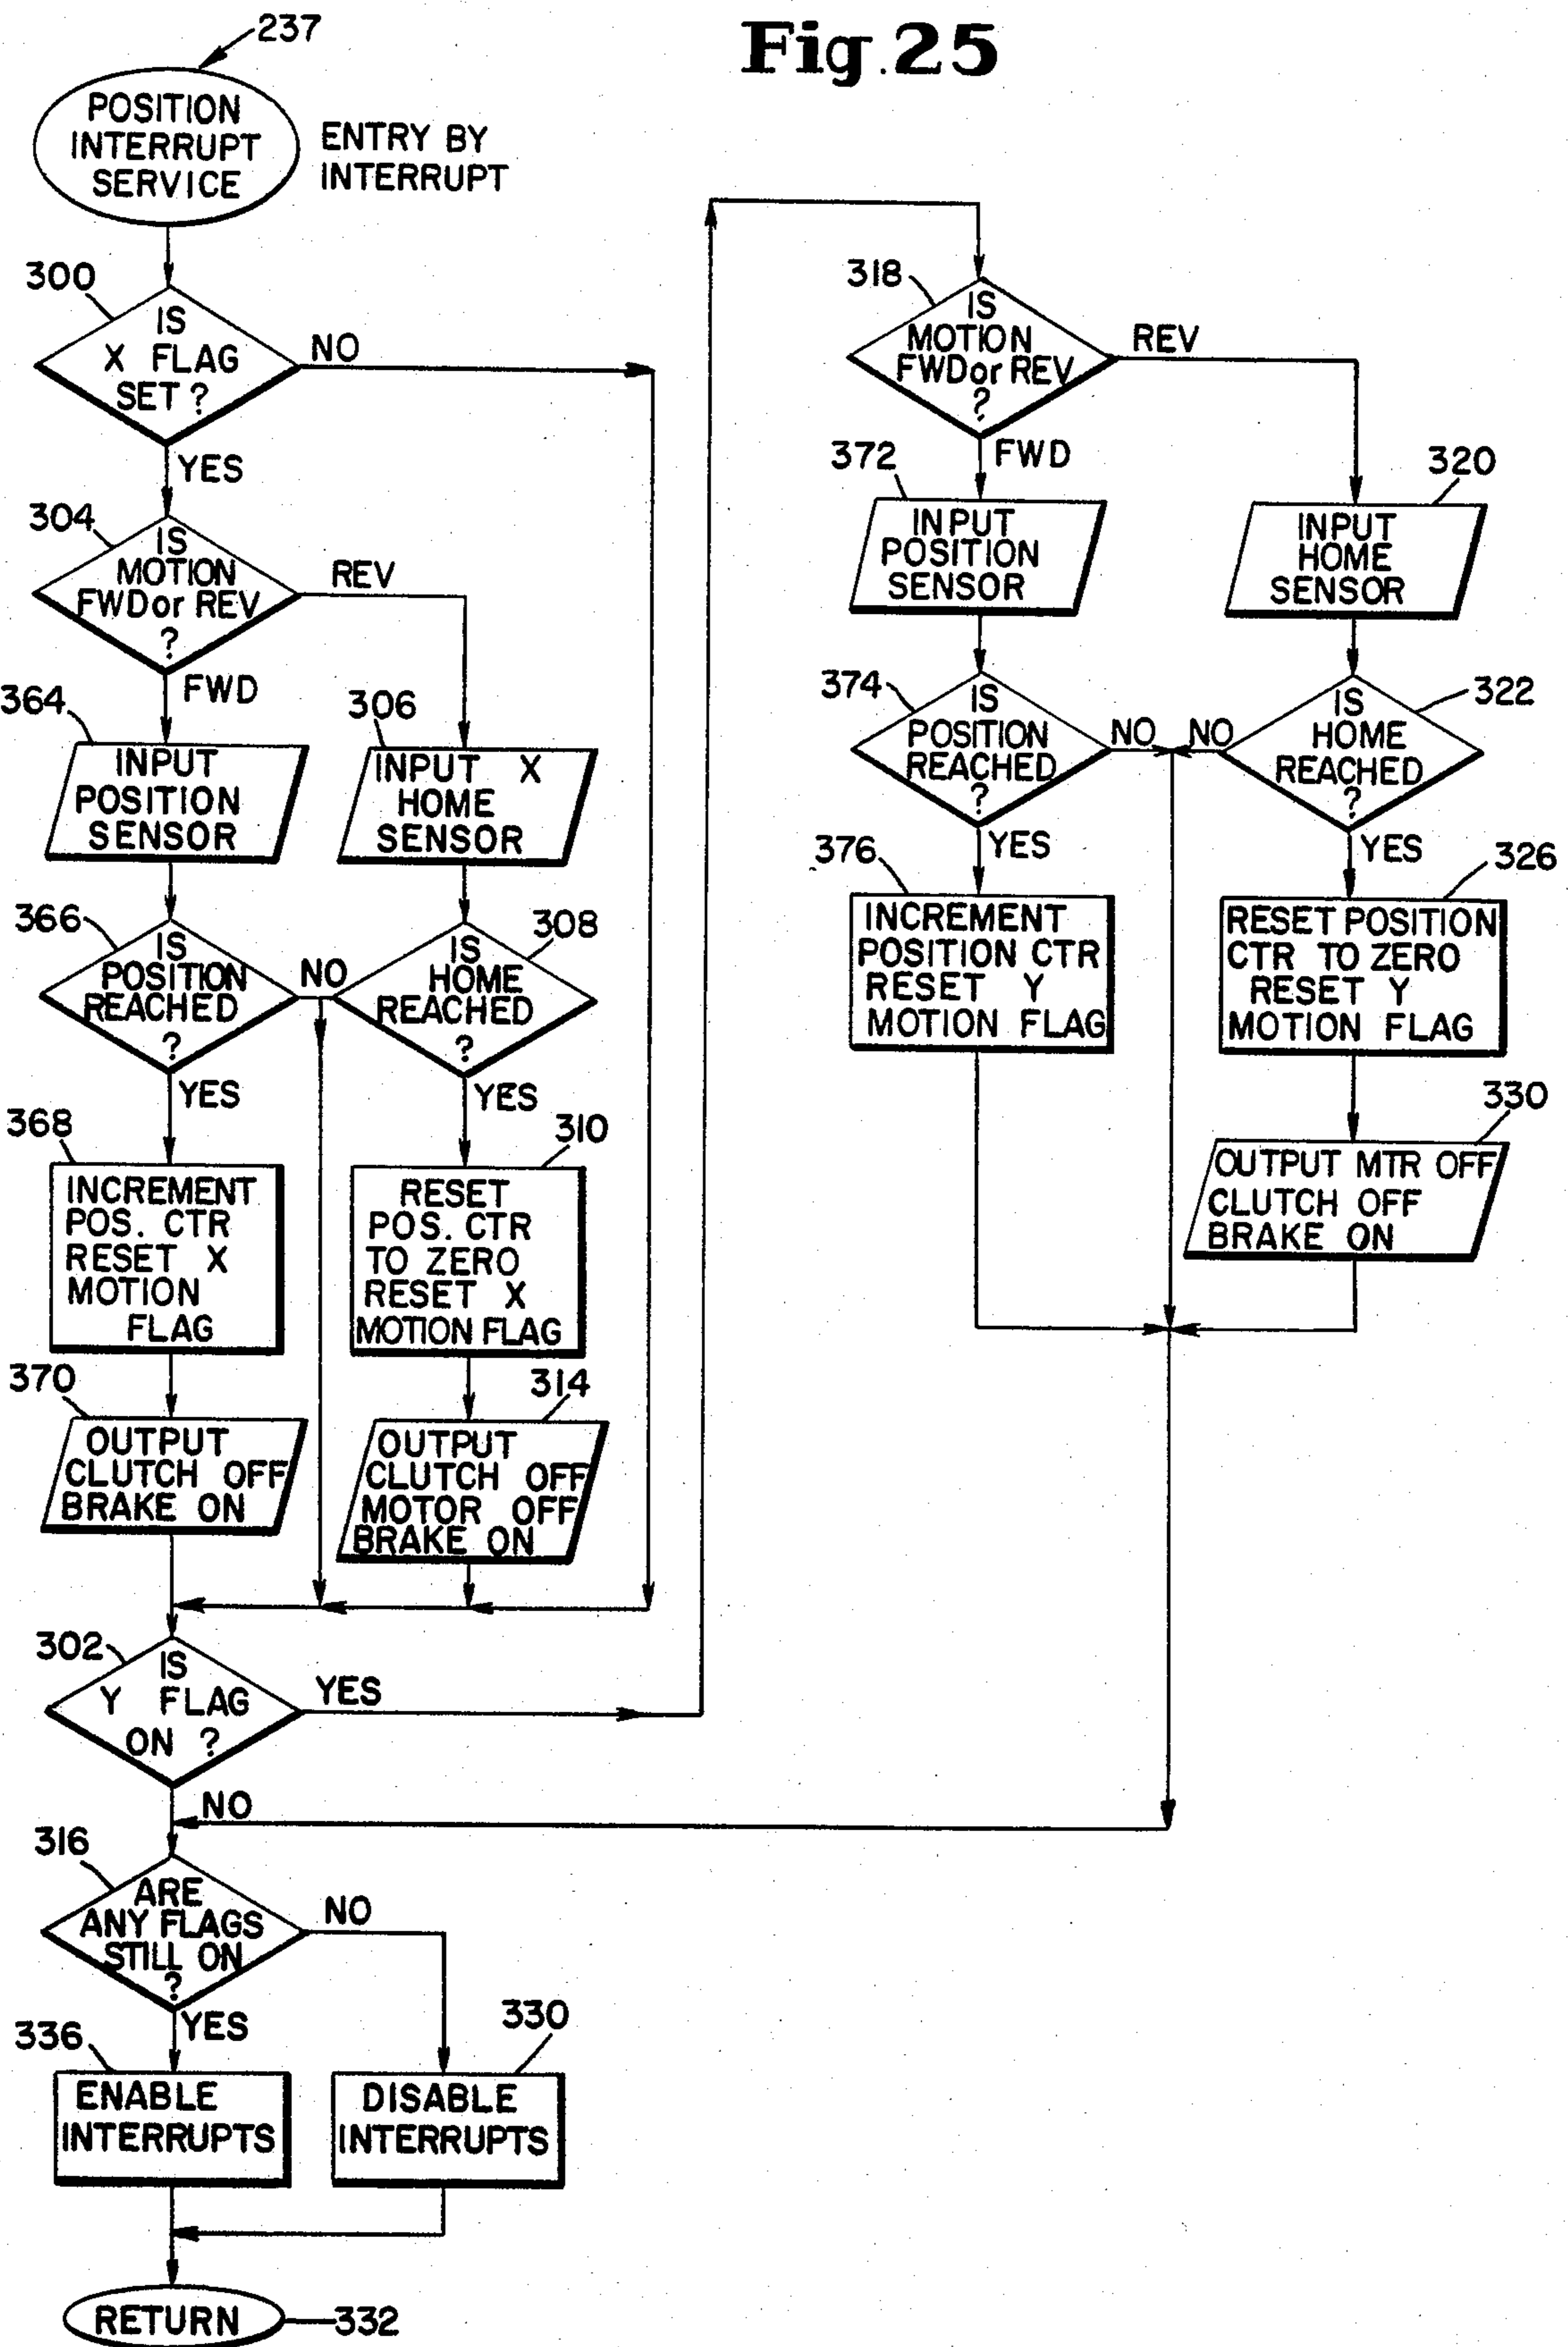 Fig. 25
237
POSITION
INTERRUPT
SERVICE
ENTRY BY
INTERRUPT
300
IS
X FLAG
SET ?
NO
YES
304
IS
MOTION
FWD or REV
?
REV
FWD
364
INPUT
POSITION
SENSOR
306
INPUT X
HOME
SENSOR
366
IS
POSITION
REACHED
?
NO
308
IS
HOME
REACHED
?
YES
YES
368
INCREMENT
POS. CTR
RESET X
MOTION
FLAG
310
RESET
POS. CTR
TO ZERO
RESET X
MOTION FLAG
370
OUTPUT
CLUTCH OFF
BRAKE ON
314
OUTPUT
CLUTCH OFF
MOTOR OFF
BRAKE ON
302
IS
Y FLAG
ON ?
YES
NO
316
ARE
ANY FLAGS
STILL ON
?
NO
YES
336
ENABLE
INTERRUPTS
330
DISABLE
INTERRUPTS
RETURN
332
318
IS
MOTION
FWD or REV
?
REV
FWD
372
INPUT
POSITION
SENSOR
320
INPUT
HOME
SENSOR
374
IS
POSITION
REACHED
?
NO
NO
322
IS
HOME
REACHED
?
YES
YES
376
INCREMENT
POSITION CTR
RESET Y
MOTION FLAG
326
RESET POSITION
CTR TO ZERO
RESET Y
MOTION FLAG
330
OUTPUT MTR OFF
CLUTCH OFF
BRAKE ON